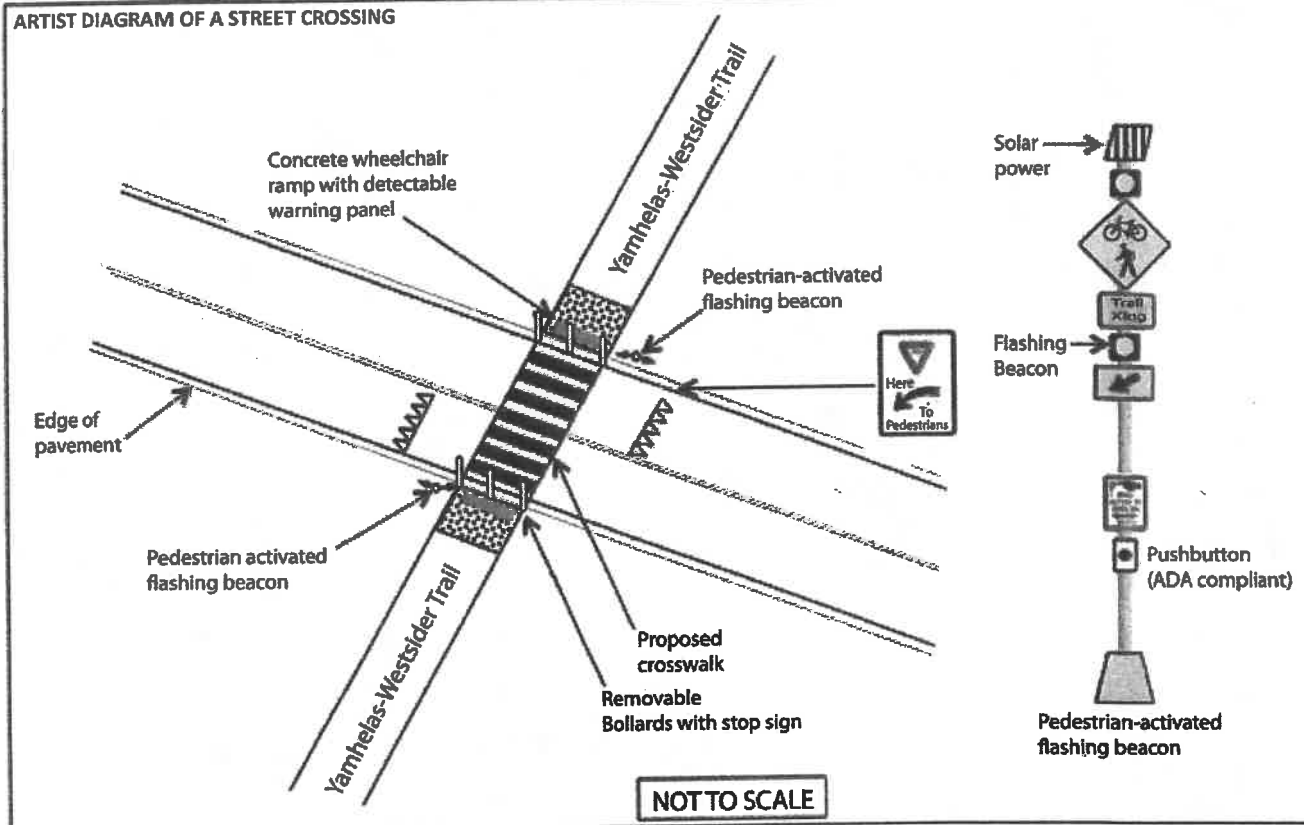 ARTIST DIAGRAM OF A STREET CROSSING
Yamhelas-Westsider Trail
Concrete wheelchair
ramp with detectable
warning panel
Pedestrian-activated
flashing beacon
Here
To
Pedestrians
Edge of
pavement
Pedestrian activated
flashing beacon
Yamhelas-Westsider Trail
Proposed
crosswalk
Removable
Bollards with stop sign
NOT TO SCALE
Solar
power
Trail
Xing
Flashing
Beacon
Pushbutton
(ADA compliant)
Pedestrian-activated
flashing beacon